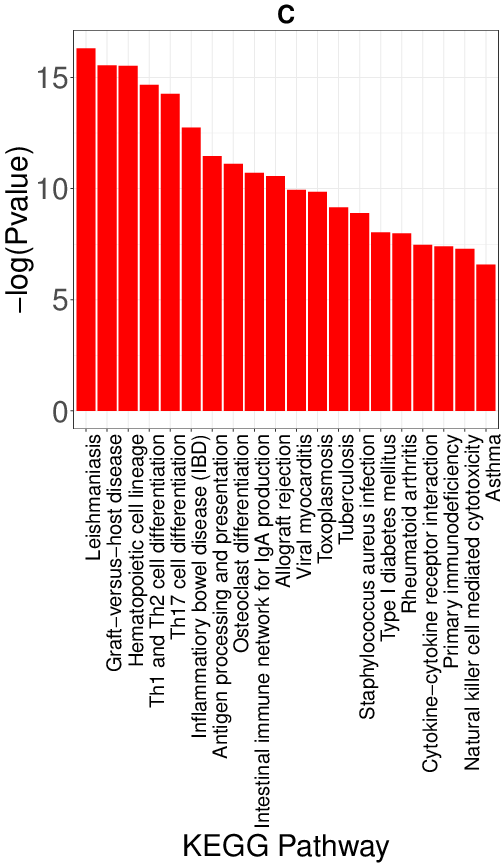 C
−log(Pvalue)
15
10
5
0
Leishmaniasis
Graft−versus−host disease
Hematopoietic cell lineage
Th1 and Th2 cell differentiation
Th17 cell differentiation
Inflammatiory bowel disease (IBD)
Antigen processing and presentation
Osteoclast differentiation
Intestinal immune network for IgA production
Allograft rejection
Viral myocarditis
Toxoplasmosis
Tuberculosis
Staphylococcus aureus infection
Type I diabetes mellitus
Rheumatoid arthritis
Cytokine−cytokine receptor interaction
Primary immunodeficiency
Natural killer cell mediated cytotoxicity
Asthma
KEGG Pathway